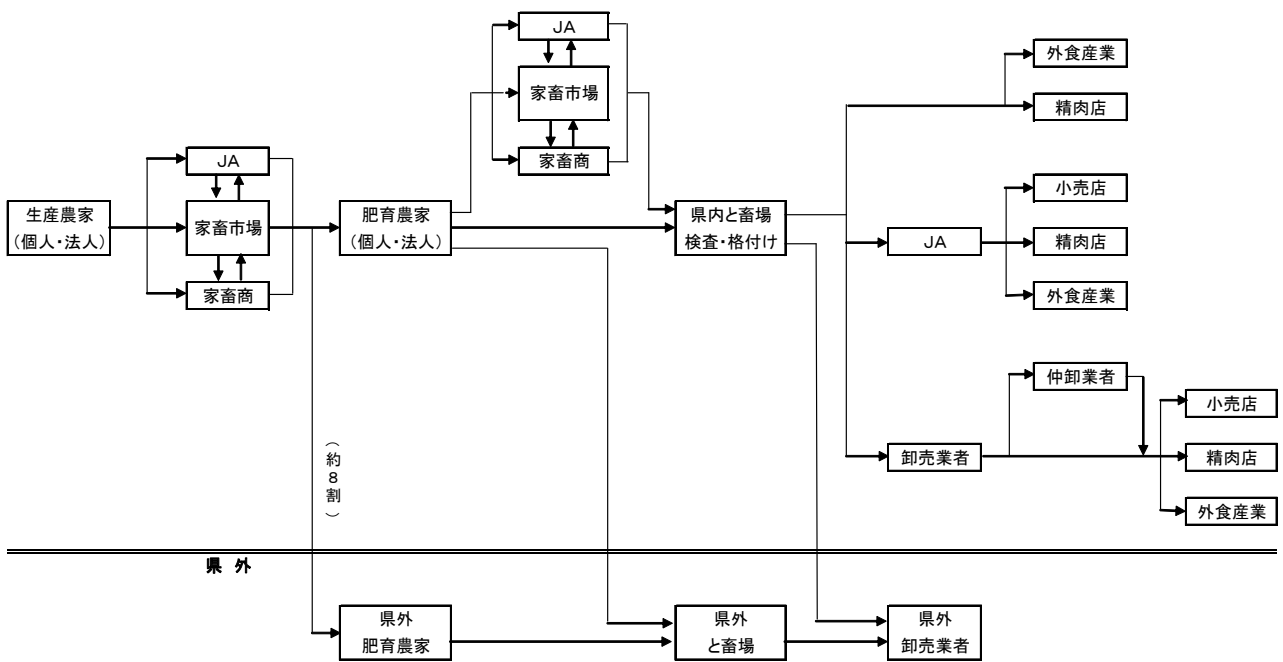 JA
家畜市場
家畜商
外食産業
精肉店
JA
家畜市場
家畜商
生産農家
(個人・法人)
肥育農家
(個人・法人)
県内と畜場
検査・格付け
小売店
JA
精肉店
外食産業
仲卸業者
小売店
卸売業者
精肉店
外食産業
(約8割)
県 外
県外
肥育農家
県外
と畜場
県外
卸売業者